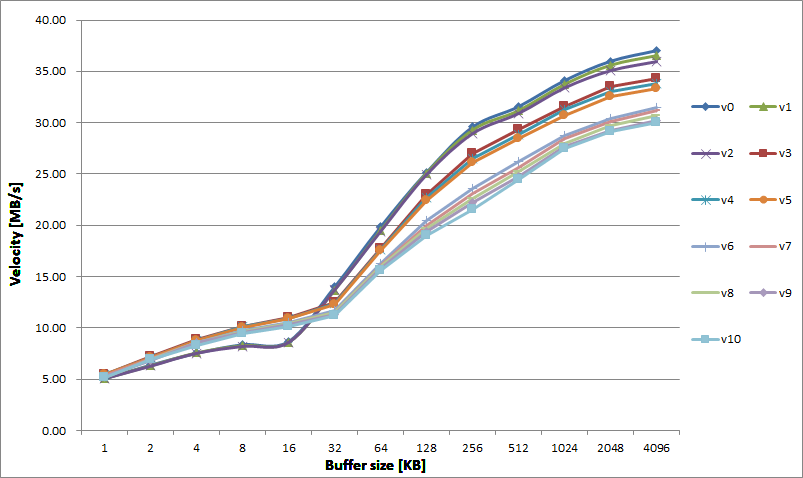 40.00
35.00
30.00
25.00
20.00
15.00
10.00
5.00
0.00
Velocity [MB/s]
1 2 4 8 16 32 64 128 256 512 1024 2048 4096
Buffer size [KB]
v0 v1
v2 v3
v4 v5
v6 v7
v8 v9
v10